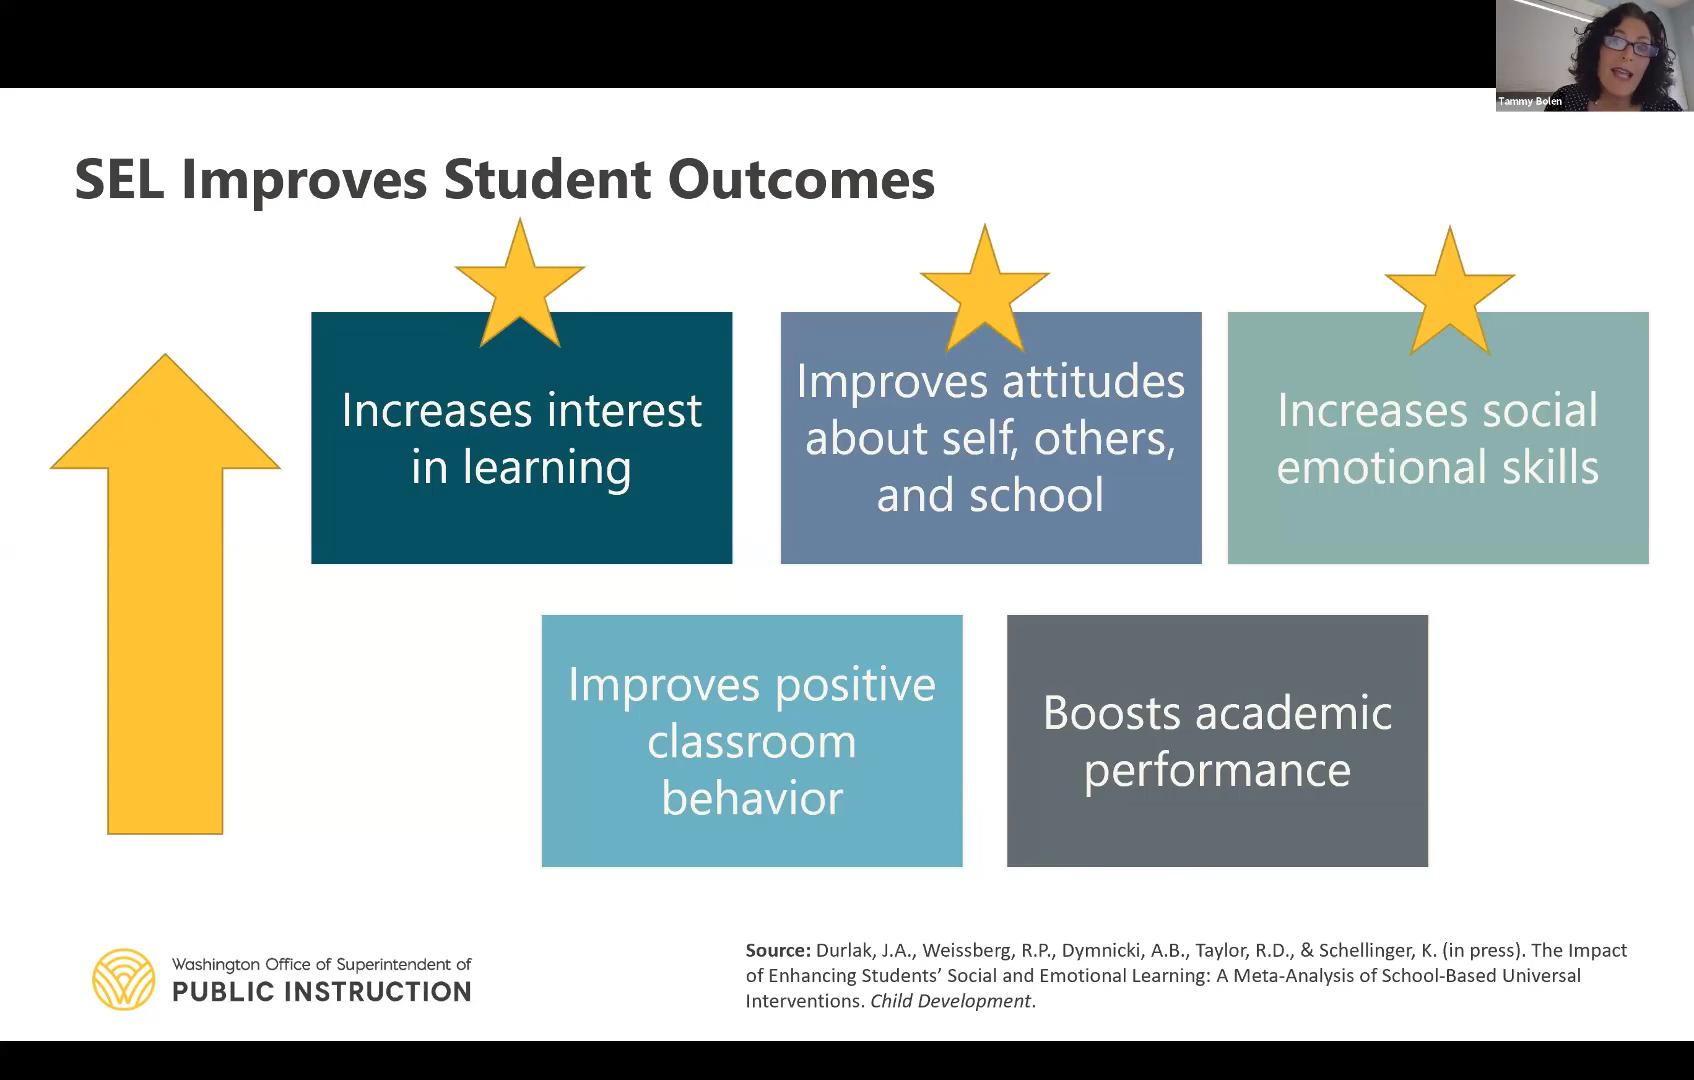 Tammy Bolen
SEL Improves Student Outcomes
Increases interest
in learning
Improves attitudes
about self, others,
and school
Increases social
emotional skills
Improves positive
classroom
behavior
Boosts academic
performance
Washington Office of Superintendent of
PUBLIC INSTRUCTION
Source: Durlak, J.A., Weissberg, R.P., Dymnicki, A.B., Taylor, R.D., & Schellinger, K. (in press). The Impact
of Enhancing Students’ Social and Emotional Learning: A Meta-Analysis of School-Based Universal
Interventions. Child Development.